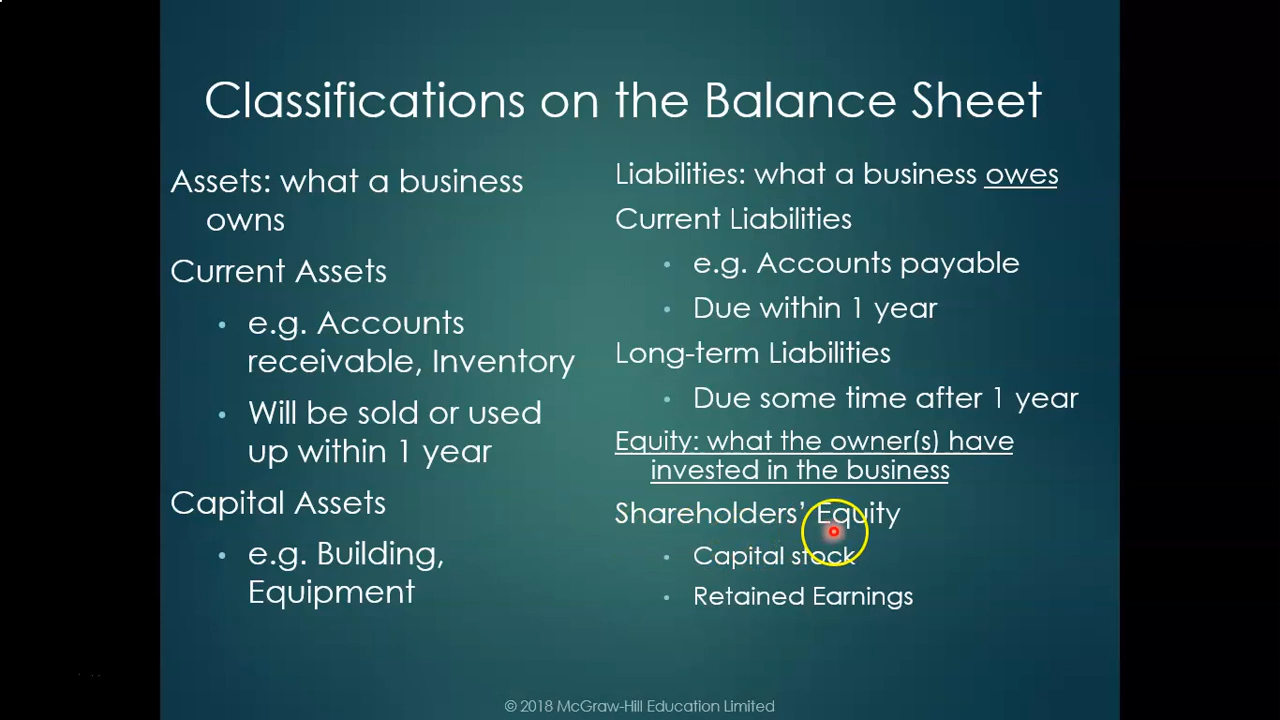 Classifications on the Balance Sheet
Assets: what a business
owns
Current Assets
• e.g. Accounts
receivable, Inventory
• Will be sold or used
up within 1 year
Capital Assets
• e.g. Building,
Equipment
Liabilities: what a business owes
Current Liabilities
• e.g. Accounts payable
• Due within 1 year
Long-term Liabilities
• Due some time after 1 year
Equity: what the owner(s) have
invested in the business
Shareholders’ Equity
• Capital stock
• Retained Earnings
© 2018 McGraw-Hill Education Limited